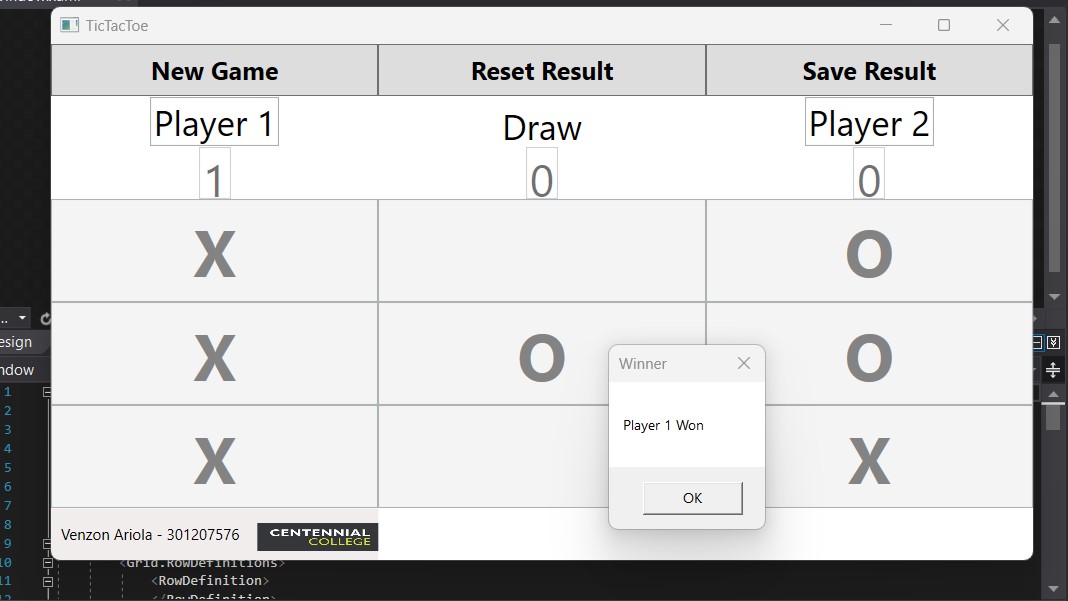 TicTacToe
New Game Reset Result Save Result
Player 1 Draw Player 2
1 0 0
X O
X O O
X X
Winner
Player 1 Won
OK
Venzon Ariola - 301207576
CENTENNIAL
COLLEGE
esign
ndow
1
2
3
4
5
6
7
8
9
10 <Grid.RowDefinitions>
11 <RowDefinition>
12 </RowDefinition>